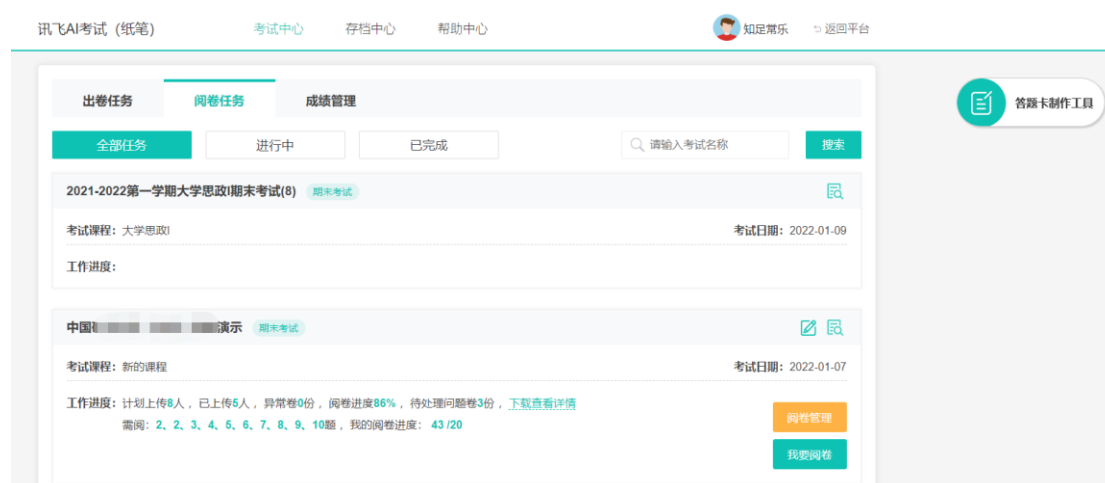 讯飞AI考试（纸笔） 考试中心 存档中心 帮助中心 知足常乐 返回平台
出卷任务 阅卷任务 成绩管理
答题卡制作工具
全部任务 进行中 已完成 请输入考试名称 搜索
2021-2022第一学期大学思政I期末考试(8) 期末考试
考试课程：大学思政I 考试日期：2022-01-09
工作进度：
中国 演示 期末考试
考试课程：新的课程 考试日期：2022-01-07
工作进度：计划上传8人，已上传5人，异常卷0份，阅卷进度86%，待处理问题卷3份，下载查看详情
需阅：2、2、3、4、5、6、7、8、9、10题，我的阅卷进度： 43 /20
阅卷管理
我要阅卷